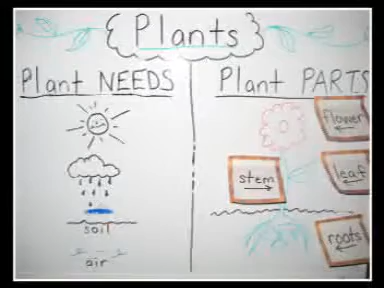 Plants
Plant NEEDS
soil
air
Plant PARTS
flower
stem
leaf
roots